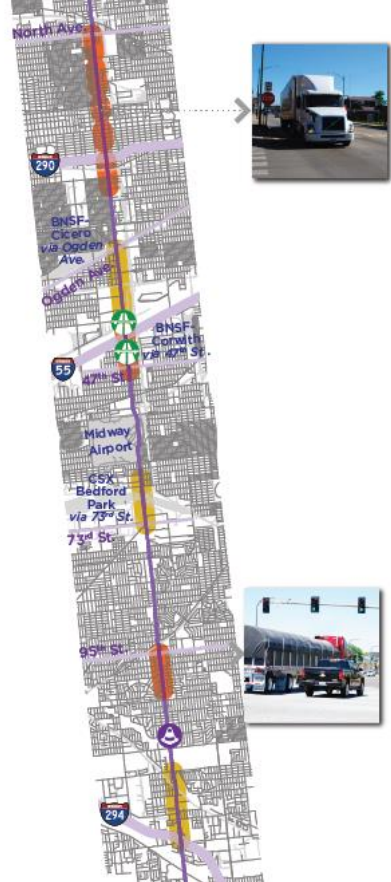 North Ave.
290
BNSF-
Cicero
via Ogden
Ave.
Ogden Ave.
BNSF-
Corwith
via 47th St.
55
47th St.
Midway
Airport
CSX
Bedford
Park
via 73rd St.
73rd St.
95th St.
294